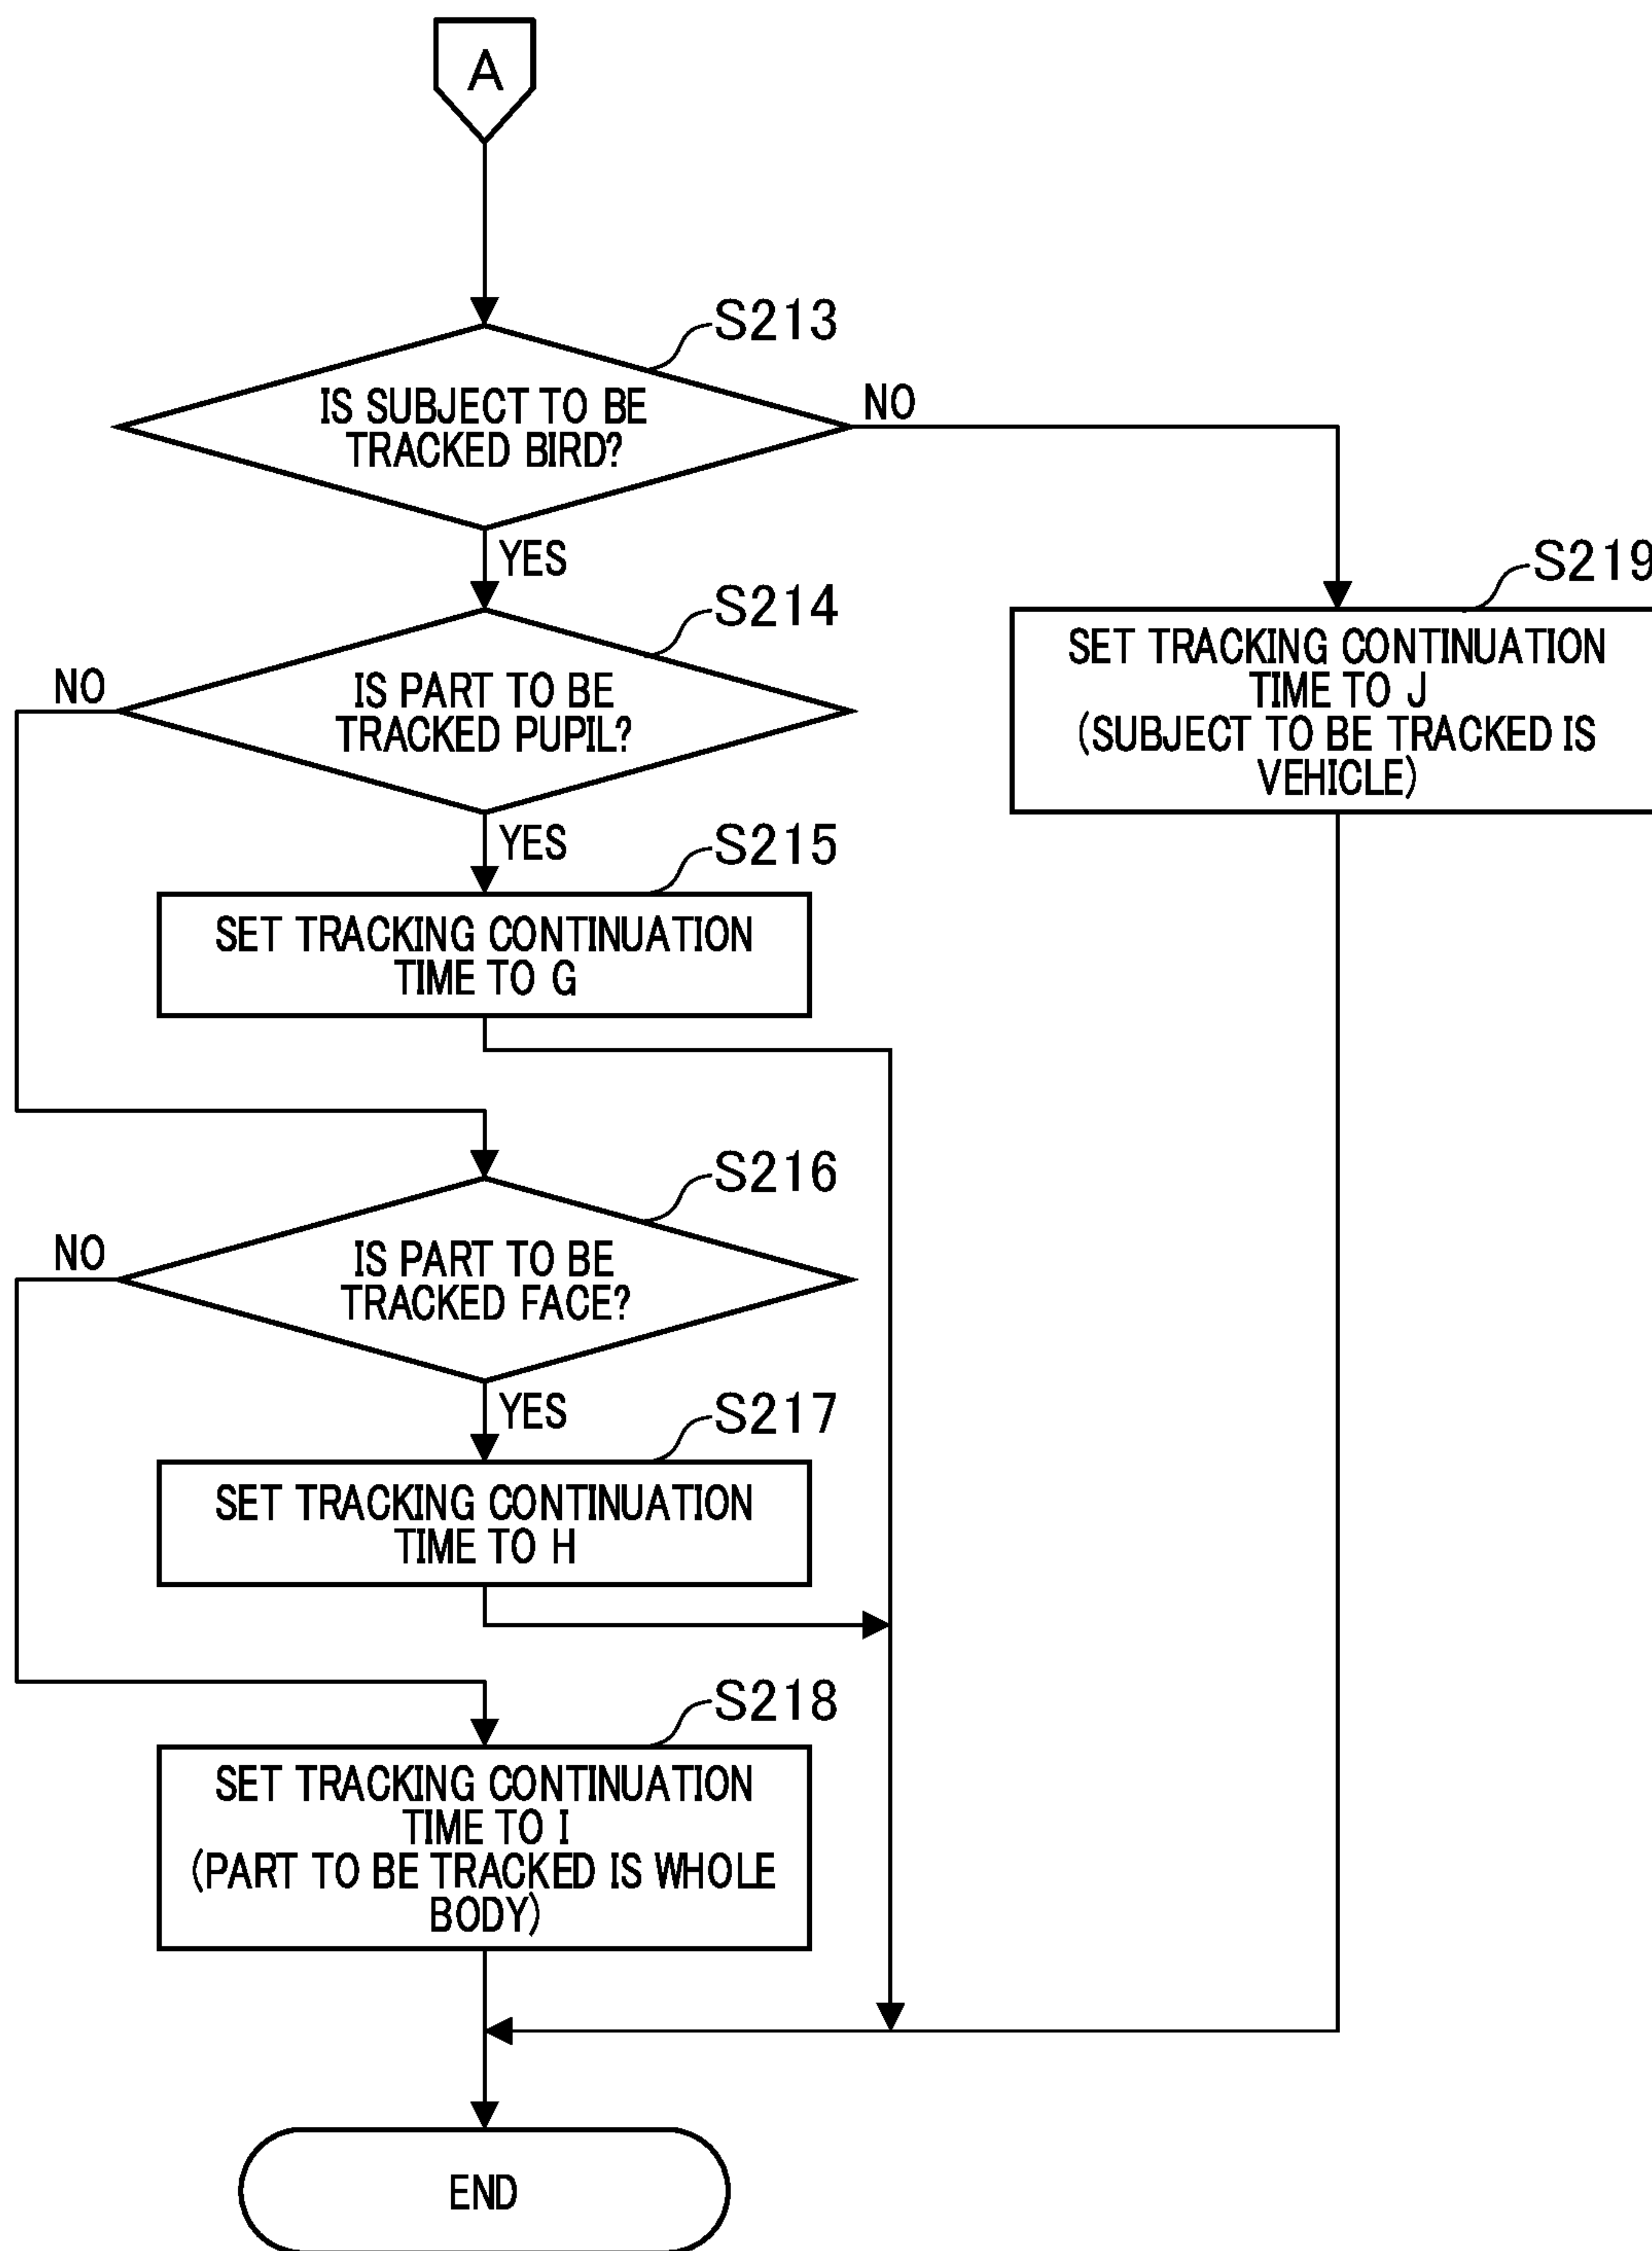 A
S213
IS SUBJECT TO BE
TRACKED BIRD?
NO
YES
S219
SET TRACKING CONTINUATION
TIME TO J
(SUBJECT TO BE TRACKED IS
VEHICLE)
S214
NO
IS PART TO BE
TRACKED PUPIL?
YES
S215
SET TRACKING CONTINUATION
TIME TO G
S216
NO
IS PART TO BE
TRACKED FACE?
YES
S217
SET TRACKING CONTINUATION
TIME TO H
S218
SET TRACKING CONTINUATION
TIME TO I
(PART TO BE TRACKED IS WHOLE
BODY)
END